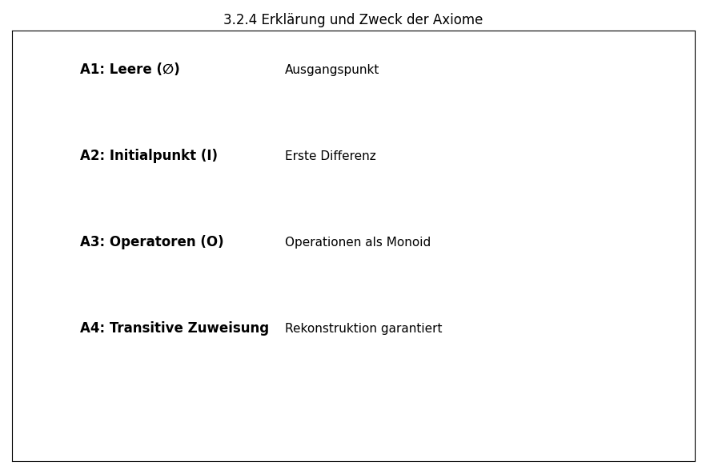 3.2.4 Erklärung und Zweck der Axiome
A1: Leere (∅) Ausgangspunkt
A2: Initialpunkt (I) Erste Differenz
A3: Operatoren (O) Operationen als Monoid
A4: Transitive Zuweisung Rekonstruktion garantiert